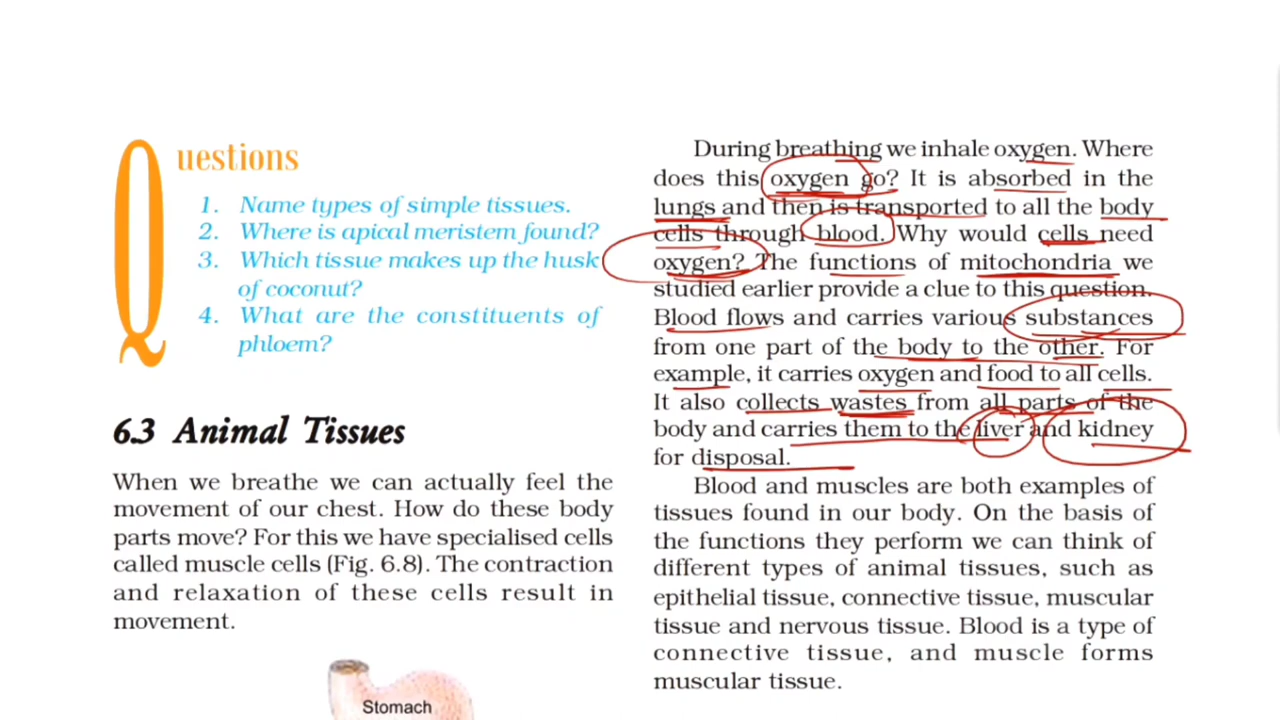 Questions
1. Name types of simple tissues.
2. Where is apical meristem found?
3. Which tissue makes up the husk
of coconut?
4. What are the constituents of
phloem?
6.3 Animal Tissues
When we breathe we can actually feel the
movement of our chest. How do these body
parts move? For this we have specialised cells
called muscle cells (Fig. 6.8). The contraction
and relaxation of these cells result in
movement.
Stomach
During breathing we inhale oxygen. Where
does this oxygen go? It is absorbed in the
lungs and then is transported to all the body
cells through blood. Why would cells need
oxygen? The functions of mitochondria we
studied earlier provide a clue to this question.
Blood flows and carries various substances
from one part of the body to the other. For
example, it carries oxygen and food to all cells.
It also collects wastes from all parts of the
body and carries them to the liver and kidney
for disposal.
Blood and muscles are both examples of
tissues found in our body. On the basis of
the functions they perform we can think of
different types of animal tissues, such as
epithelial tissue, connective tissue, muscular
tissue and nervous tissue. Blood is a type of
connective tissue, and muscle forms
muscular tissue.